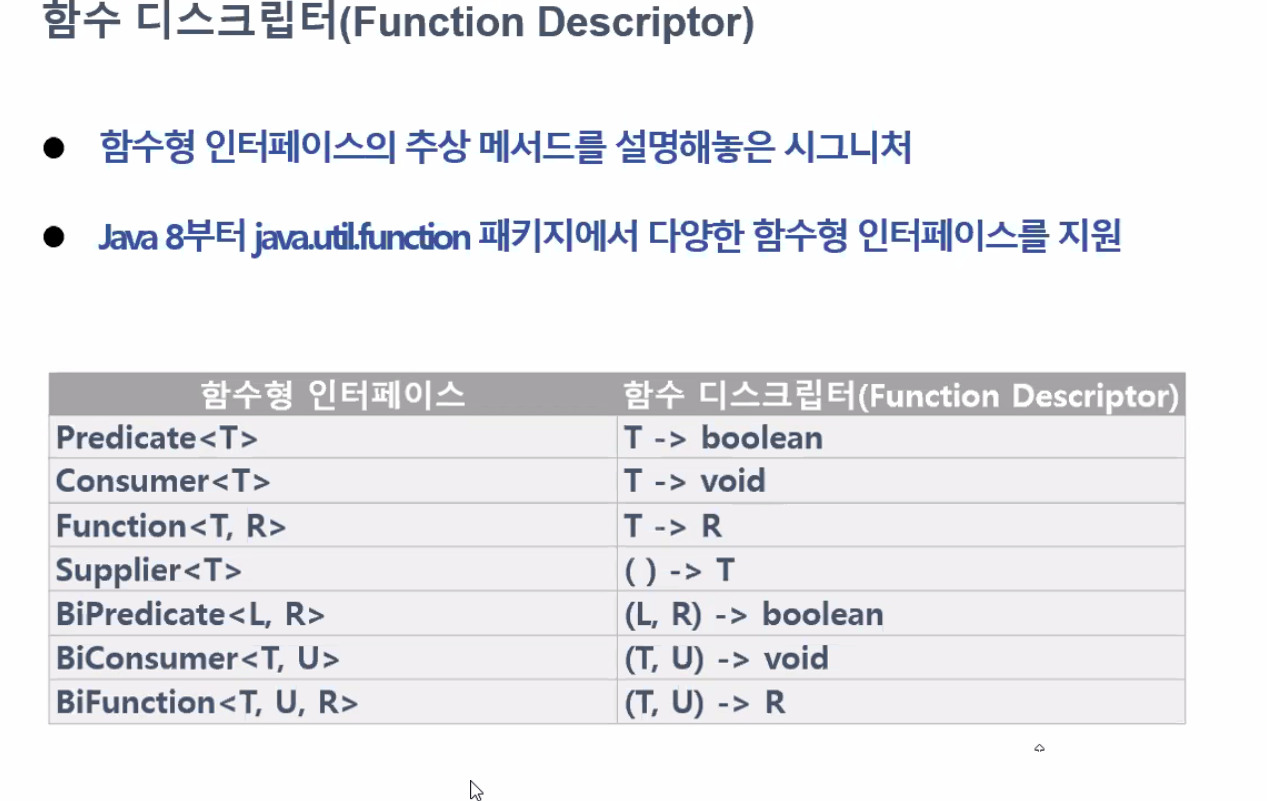 함수 디스크립터(Function Descriptor)
함수형 인터페이스의 추상 메서드를 설명해놓은 시그니처
Java 8부터 java.util.function 패키지에서 다양한 함수형 인터페이스를 지원
함수형 인터페이스 함수 디스크립터(Function Descriptor)
Predicate<T> T -> boolean
Consumer<T> T -> void
Function<T, R> T -> R
Supplier<T> ( ) -> T
BiPredicate<L, R> (L, R) -> boolean
BiConsumer<T, U> (T, U) -> void
BiFunction<T, U, R> (T, U) -> R